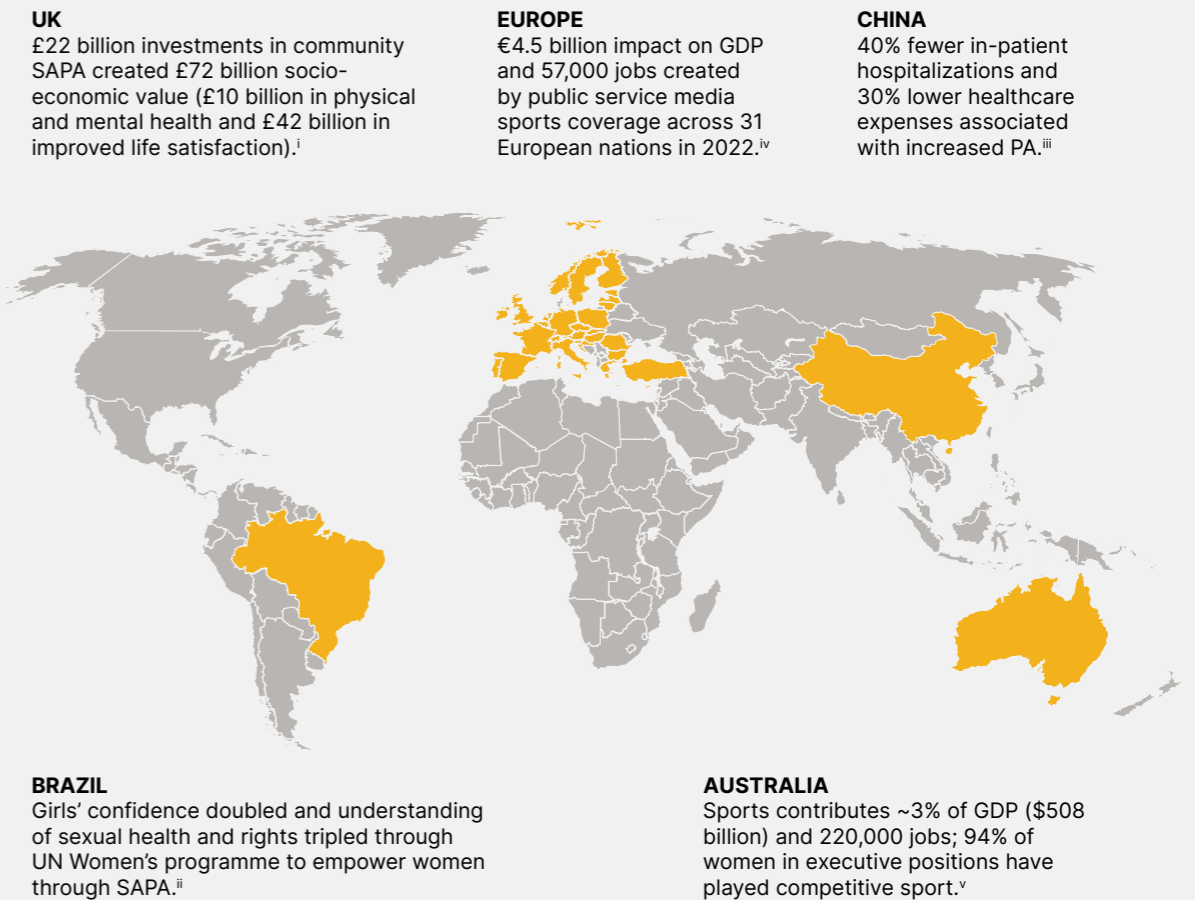 UK
£22 billion investments in community
SAPA created £72 billion socio-
economic value (£10 billion in physical
and mental health and £42 billion in
improved life satisfaction).ⁱ
EUROPE
€4.5 billion impact on GDP
and 57,000 jobs created
by public service media
sports coverage across 31
European nations in 2022.ⁱᵛ
CHINA
40% fewer in-patient
hospitalizations and
30% lower healthcare
expenses associated
with increased PA.ⁱⁱⁱ
BRAZIL
Girls’ confidence doubled and understanding
of sexual health and rights tripled through
UN Women’s programme to empower women
through SAPA.ⁱⁱ
AUSTRALIA
Sports contributes ~3% of GDP ($508
billion) and 220,000 jobs; 94% of
women in executive positions have
played competitive sport.ᵛ